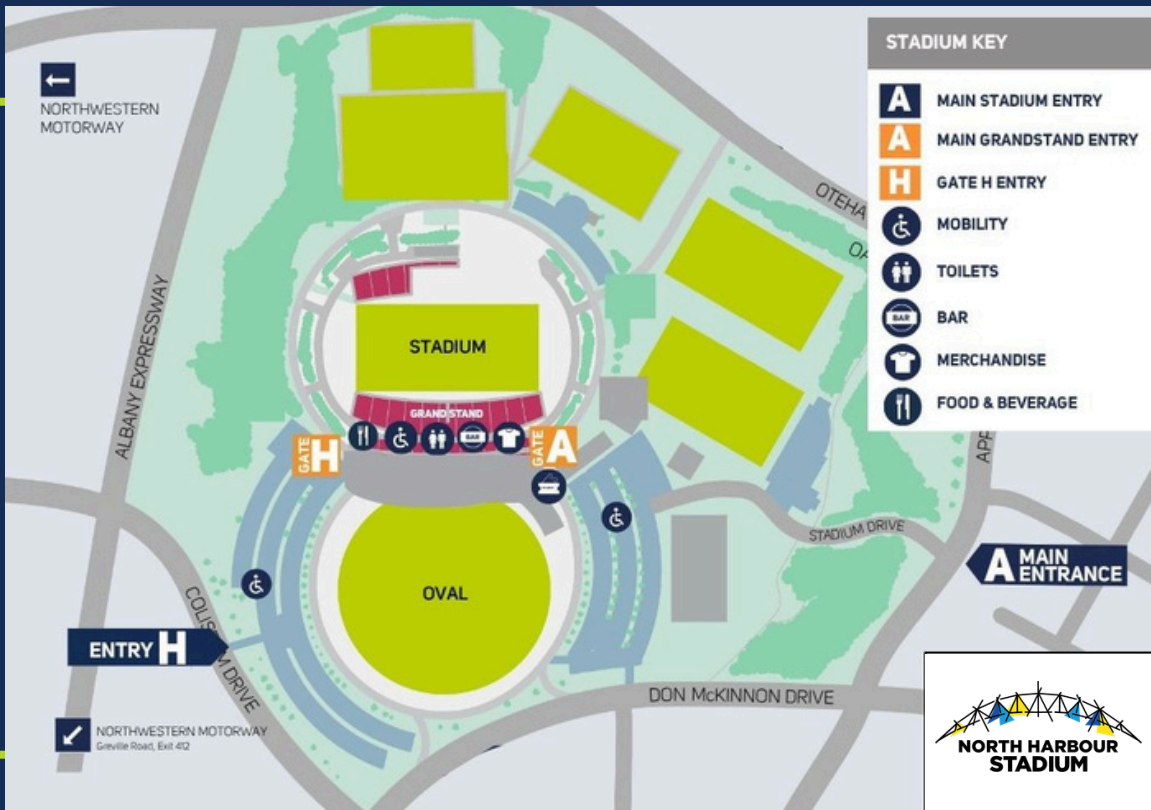 NORTHWESTERN
MOTORWAY
ALBANY EXPRESSWAY
STADIUM KEY
A MAIN STADIUM ENTRY
A MAIN GRANDSTAND ENTRY
H GATE H ENTRY
MOBILITY
TOILETS
BAR BAR
MERCHANDISE
FOOD & BEVERAGE
STADIUM
GRAND STAND
BAR
GATE H
GATE A
STADIUM DRIVE
A MAIN
ENTRANCE
OVAL
ENTRY H
DRIVE
DON McKINNON DRIVE
NORTHWESTERN MOTORWAY
Greville Road, Exit 412
NORTH HARBOUR
STADIUM